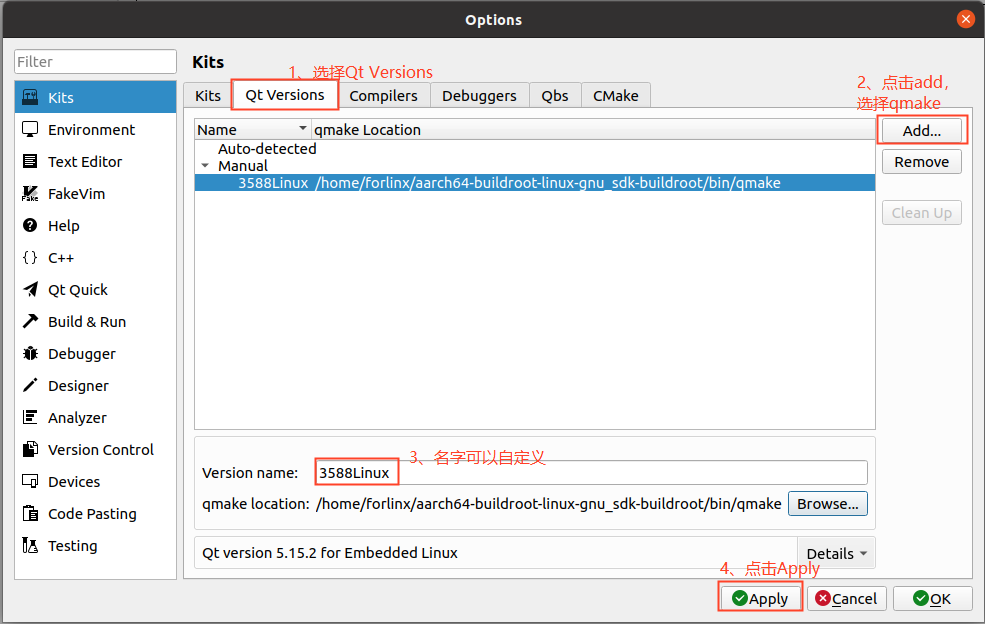 Options
Filter
Kits
Environment
Text Editor
FakeVim
Help
C++
Qt Quick
Build & Run
Debugger
Designer
Analyzer
Version Control
Devices
Code Pasting
Testing
Kits
1、选择Qt Versions
Kits Qt Versions Compilers Debuggers Qbs CMake
2、点击add，
选择qmake
Name qmake Location
Auto-detected
Manual
3588Linux /home/forlinx/aarch64-buildroot-linux-gnu_sdk-buildroot/bin/qmake
Add...
Remove
Clean Up
3、名字可以自定义
Version name: 3588Linux
qmake location: /home/forlinx/aarch64-buildroot-linux-gnu_sdk-buildroot/bin/qmake Browse...
Qt version 5.15.2 for Embedded Linux Details
4、点击Apply
Apply Cancel OK